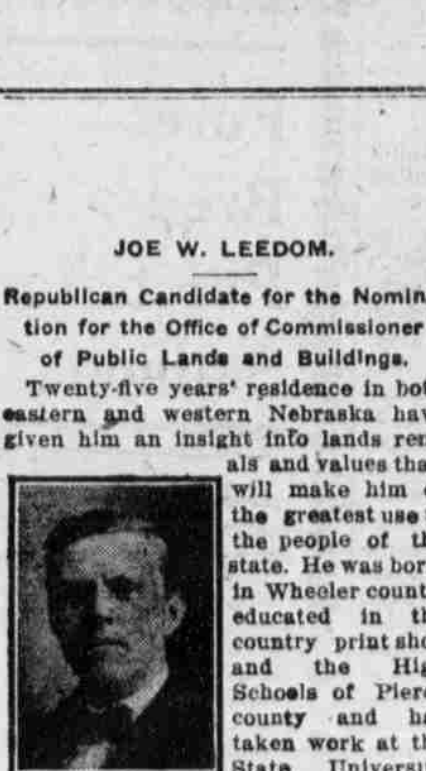 JOE W. LEEDOM.
Republican Candidate for the Nomin
tion for the Office of Commissioner
of Public Lands and Buildings.
Twenty-five years' residence in bot
eastern and western Nebraska hav
given him an insight into lands ren
als and values tha
will make him o
the greatest use
the people of th
state. He was bor
in Wheeler count
educated in th
country print sho
and the Hig
Schools of Pierc
county and ha
taken work at th
State Universit